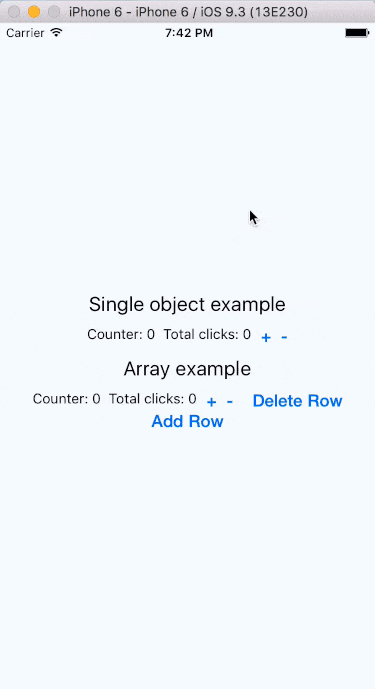 iPhone 6 - iPhone 6 / iOS 9.3 (13E230)
Carrier 7:42 PM
Single object example
Counter: 0 Total clicks: 0 + -
Array example
Counter: 0 Total clicks: 0 + - Delete Row
Add Row